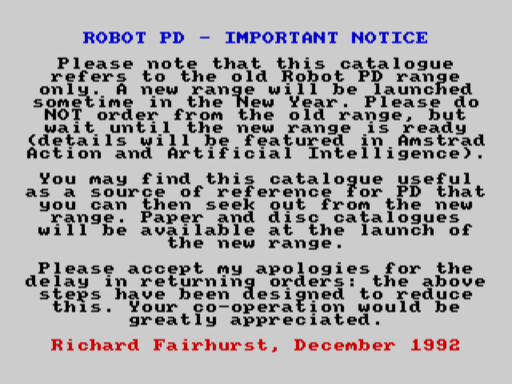 ROBOT PD - IMPORTANT NOTICE
Please note that this catalogue
refers to the old Robot PD range
only. A new range will be launched
sometime in the New Year. Please do
NOT order from the old range, but
wait until the new range is ready
(details will be featured in Amstrad
Action and Artificial Intelligence).
You may find this catalogue useful
as a source of reference for PD that
you can then seek out from the new
range. Paper and disc catalogues
will be available at the launch of
the new range.
Please accept my apologies for the
delay in returning orders: the above
steps have been designed to reduce
this. Your co-operation would be
greatly appreciated.
Richard Fairhurst, December 1992